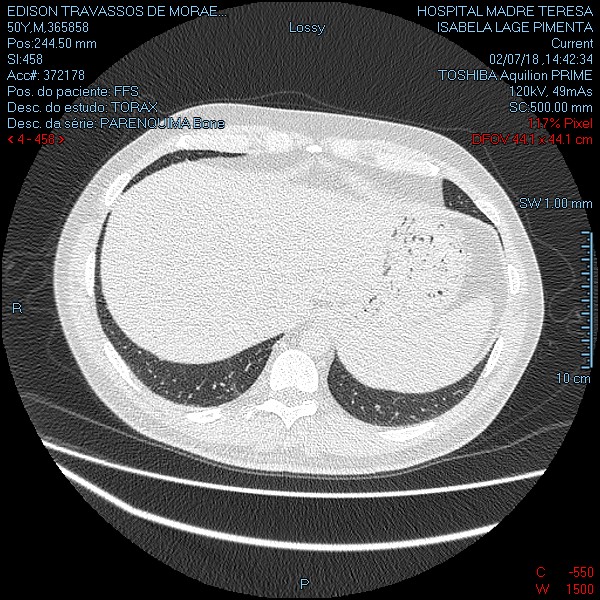 EDISON TRAVASSOS DE MORAE...
50Y,M,365858
Pos:244.50 mm
SI:458
Acc#: 372178
Pos. do paciente: FFS
Desc. do estudo: TORAX
Desc. da série: PARENQUIMA Bone
< 4 - 456 >
Lossy
HOSPITAL MADRE TERESA
ISABELA LAGE PIMENTA
Current
02/07/18 ,14:42:34
TOSHIBA Aquilion PRIME
120kV, 49mAs
SC:500.00 mm
117% Pixel
DFOV 44.1 x 44.1 cm
SW 1.00 mm
R
10 cm
P
C -550
W 1500